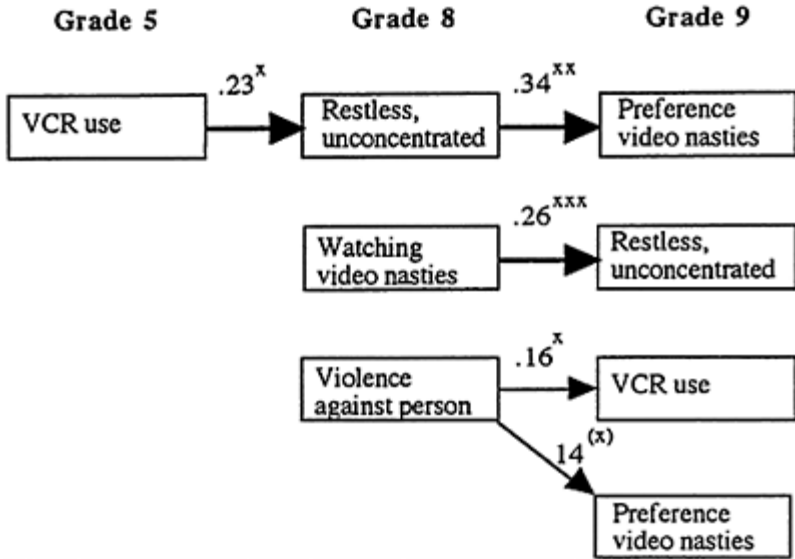 Grade 5 Grade 8 Grade 9
.23x .34xx
VCR use Restless, Preference
unconcentrated video nasties
.26xxx
Watching Restless,
video nasties unconcentrated
.16x
Violence VCR use
against person
14(x)
Preference
video nasties